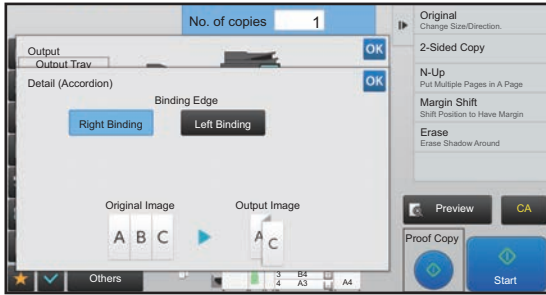 No. of copies
1
Original
Change Size/Direction.
2-Sided Copy
N-Up
Put Multiple Pages in A Page
Margin Shift
Shift Position to Have Margin
Erase
Erase Shadow Around
Output
OK
Output Tray
Detail (Accordion)
OK
Binding Edge
Right Binding
Left Binding
Original Image
Output Image
A B C
A C
Preview
CA
Proof Copy
Start
Others
3 B4
4 A3
A4